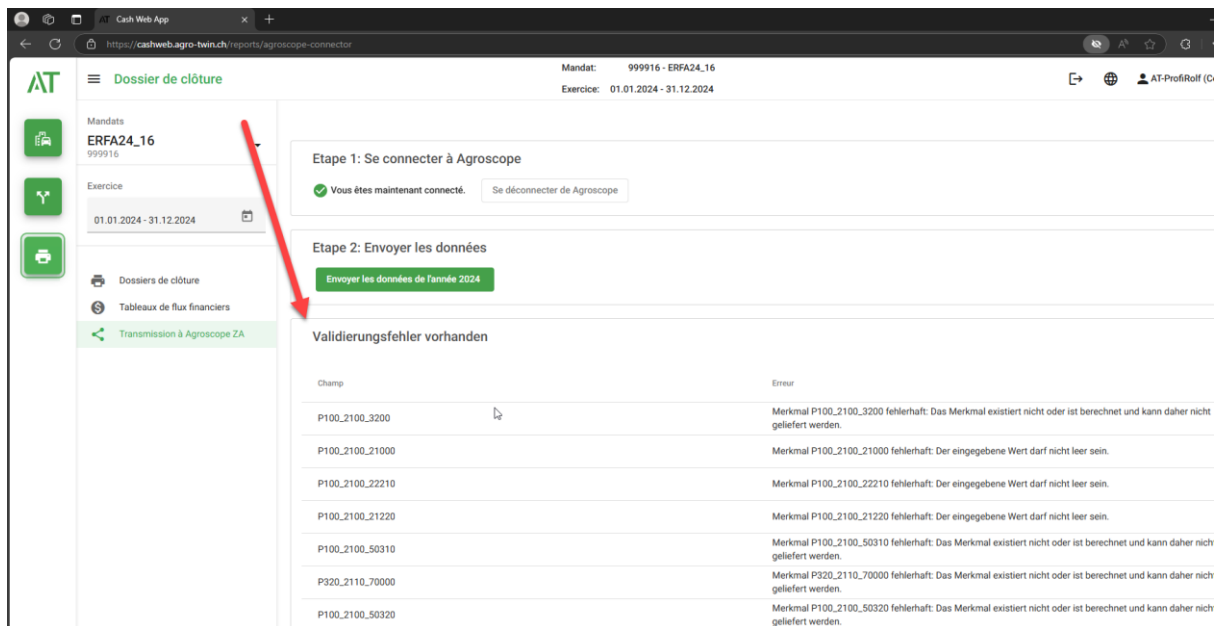 AT Cash Web App
https://cashweb.agro-twin.ch/reports/agroscope-connector
AT
Dossier de clôture
Mandat: 999916 - ERFA24_16
Exercice: 01.01.2024 - 31.12.2024
AT-ProfiRolf
Mandats
ERFA24_16
999916
Exercice
01.01.2024 - 31.12.2024
Dossiers de clôture
Tableaux de flux financiers
Transmission à Agroscope ZA
Etape 1: Se connecter à Agroscope
Vous êtes maintenant connecté. Se déconnecter de Agroscope
Etape 2: Envoyer les données
Envoyer les données de l'année 2024
Validierungsfehler vorhanden
Champ Erreur
P100_2100_3200 Merkmal P100_2100_3200 fehlerhaft: Das Merkmal existiert nicht oder ist berechnet und kann daher nicht
geliefert werden.
P100_2100_21000 Merkmal P100_2100_21000 fehlerhaft: Der eingegebene Wert darf nicht leer sein.
P100_2100_22210 Merkmal P100_2100_22210 fehlerhaft: Der eingegebene Wert darf nicht leer sein.
P100_2100_21220 Merkmal P100_2100_21220 fehlerhaft: Der eingegebene Wert darf nicht leer sein.
P100_2100_50310 Merkmal P100_2100_50310 fehlerhaft: Das Merkmal existiert nicht oder ist berechnet und kann daher
geliefert werden.
P320_2110_70000 Merkmal P320_2110_70000 fehlerhaft: Das Merkmal existiert nicht oder ist berechnet und kann daher
geliefert werden.
P100_2100_50320 Merkmal P100_2100_50320 fehlerhaft: Das Merkmal existiert nicht oder ist berechnet und kann daher
geliefert werden.